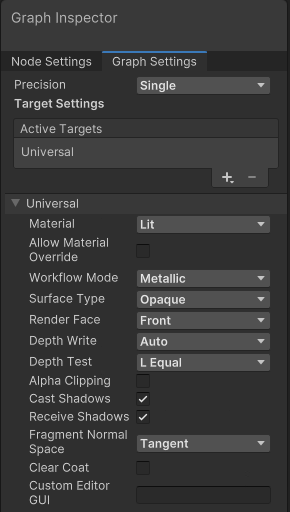 Graph Inspector
Node Settings Graph Settings
Precision Single
Target Settings
Active Targets
Universal
+ −
Universal
Material Lit
Allow Material
Override
Workflow Mode Metallic
Surface Type Opaque
Render Face Front
Depth Write Auto
Depth Test L Equal
Alpha Clipping
Cast Shadows
Receive Shadows
Fragment Normal
Space Tangent
Clear Coat
Custom Editor
GUI